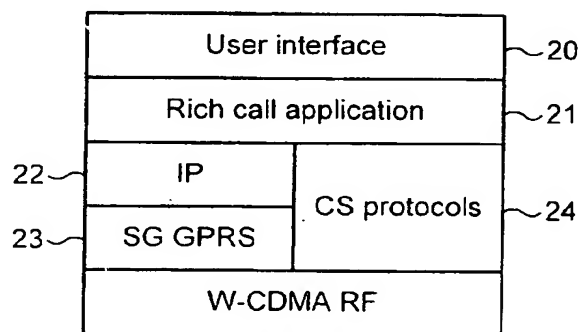 User interface
20
Rich call application
21
22
IP
CS protocols
24
23
SG GPRS
W-CDMA RF